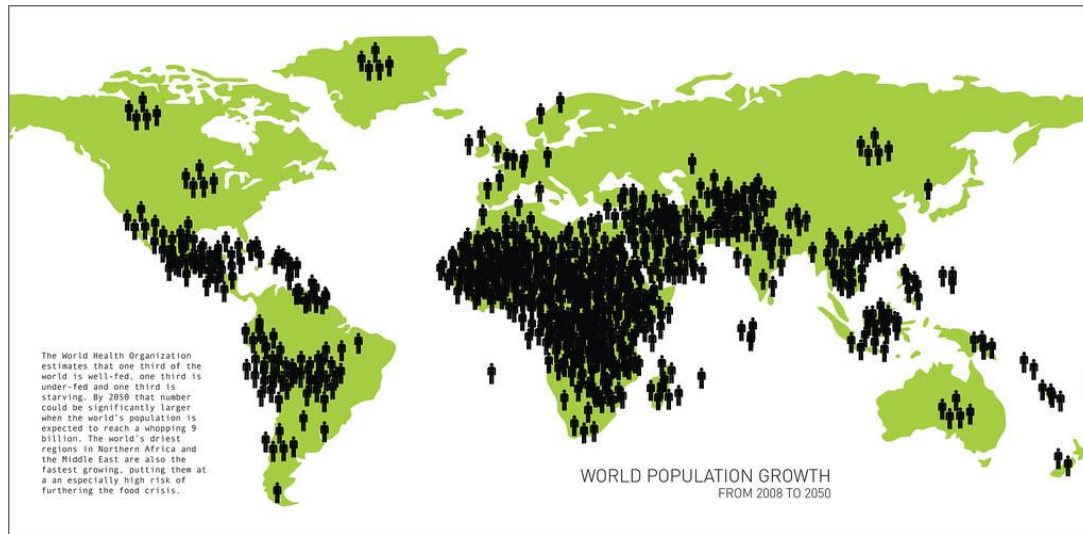 The World Health Organization
estimates that one third of the
world is well-fed, one third is
under-fed and one third is
starving. By 2050 that number
could be significantly larger
when the world's population is
expected to reach a whopping 9
billion. The world's driest
regions in Northern Africa and
the Middle East are also the
fastest growing, putting them at
a an especially high risk of
furthering the food crisis.
WORLD POPULATION GROWTH
FROM 2008 TO 2050